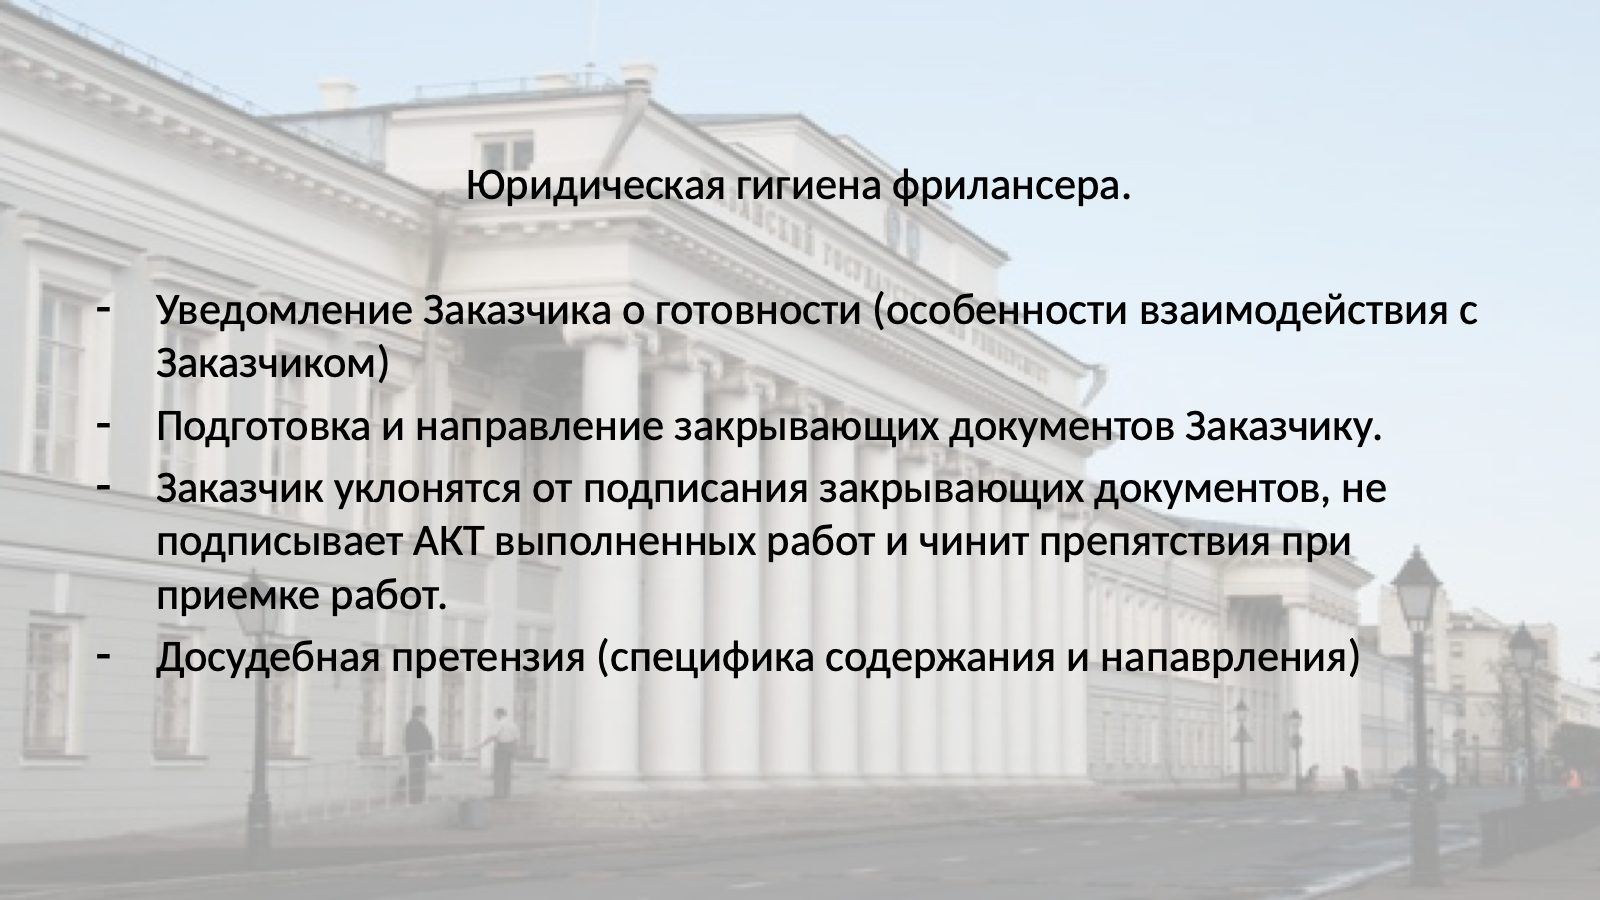 Юридическая гигиена фрилансера.
- Уведомление Заказчика о готовности (особенности взаимодействия с
Заказчиком)
- Подготовка и направление закрывающих документов Заказчику.
- Заказчик уклонятся от подписания закрывающих документов, не
подписывает АКТ выполненных работ и чинит препятствия при
приемке работ.
- Досудебная претензия (специфика содержания и напаврления)